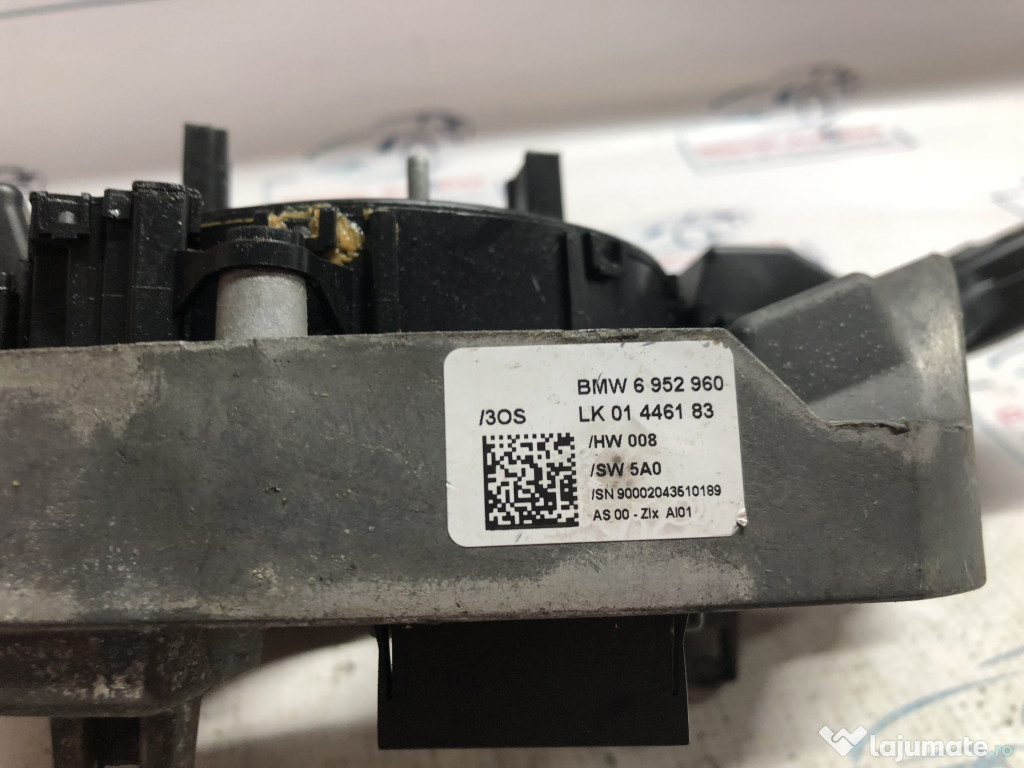 BMW 6 952 960
/3OS LK 01 4461 83
/HW 008
/SW 5A0
/SN 90002043510189
AS 00 - ZIx AI01
lajumate.ro